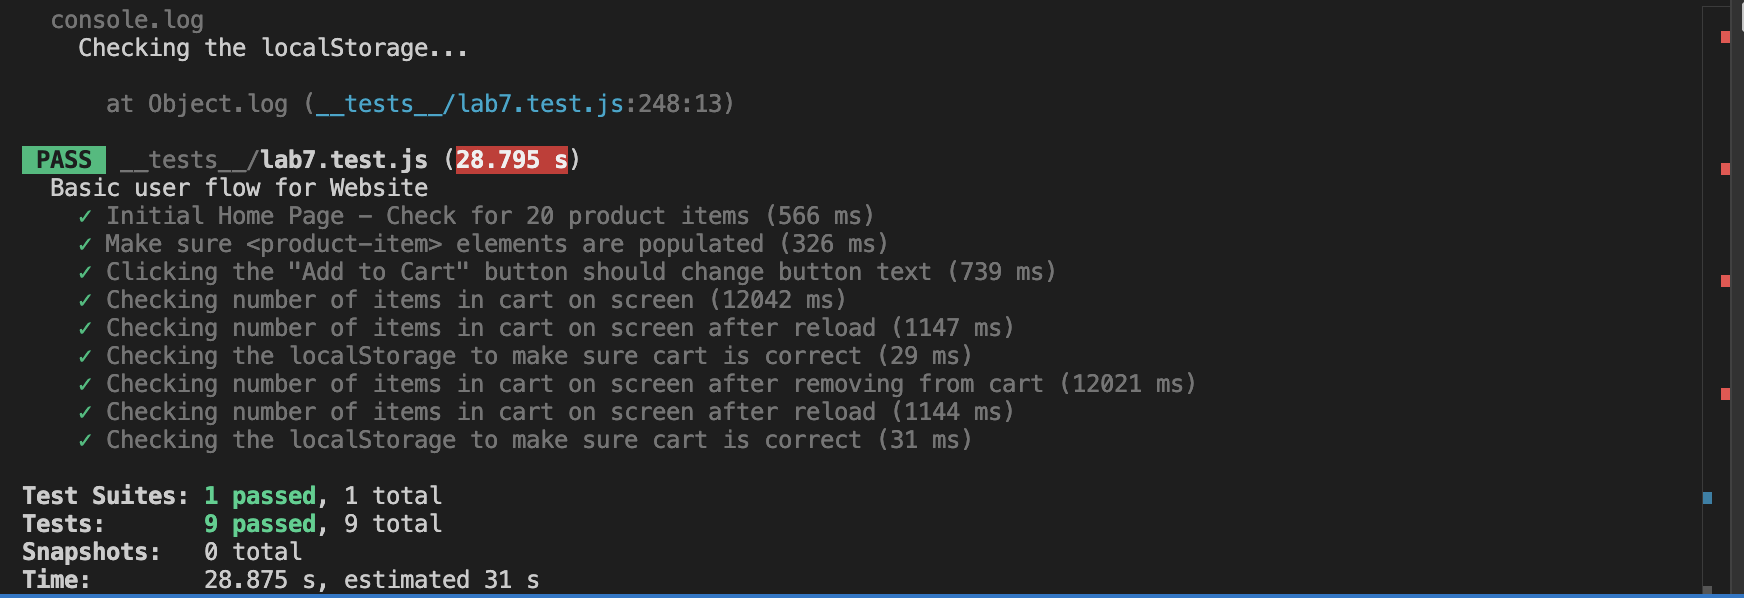 console.log
Checking the localStorage...
at Object.log (__tests__/lab7.test.js:248:13)
PASS __tests__/lab7.test.js (28.795 s)
Basic user flow for Website
✓ Initial Home Page – Check for 20 product items (566 ms)
✓ Make sure <product-item> elements are populated (326 ms)
✓ Clicking the "Add to Cart" button should change button text (739 ms)
✓ Checking number of items in cart on screen (12042 ms)
✓ Checking number of items in cart on screen after reload (1147 ms)
✓ Checking the localStorage to make sure cart is correct (29 ms)
✓ Checking number of items in cart on screen after removing from cart (12021 ms)
✓ Checking number of items in cart on screen after reload (1144 ms)
✓ Checking the localStorage to make sure cart is correct (31 ms)
Test Suites: 1 passed, 1 total
Tests: 9 passed, 9 total
Snapshots: 0 total
Time: 28.875 s, estimated 31 s